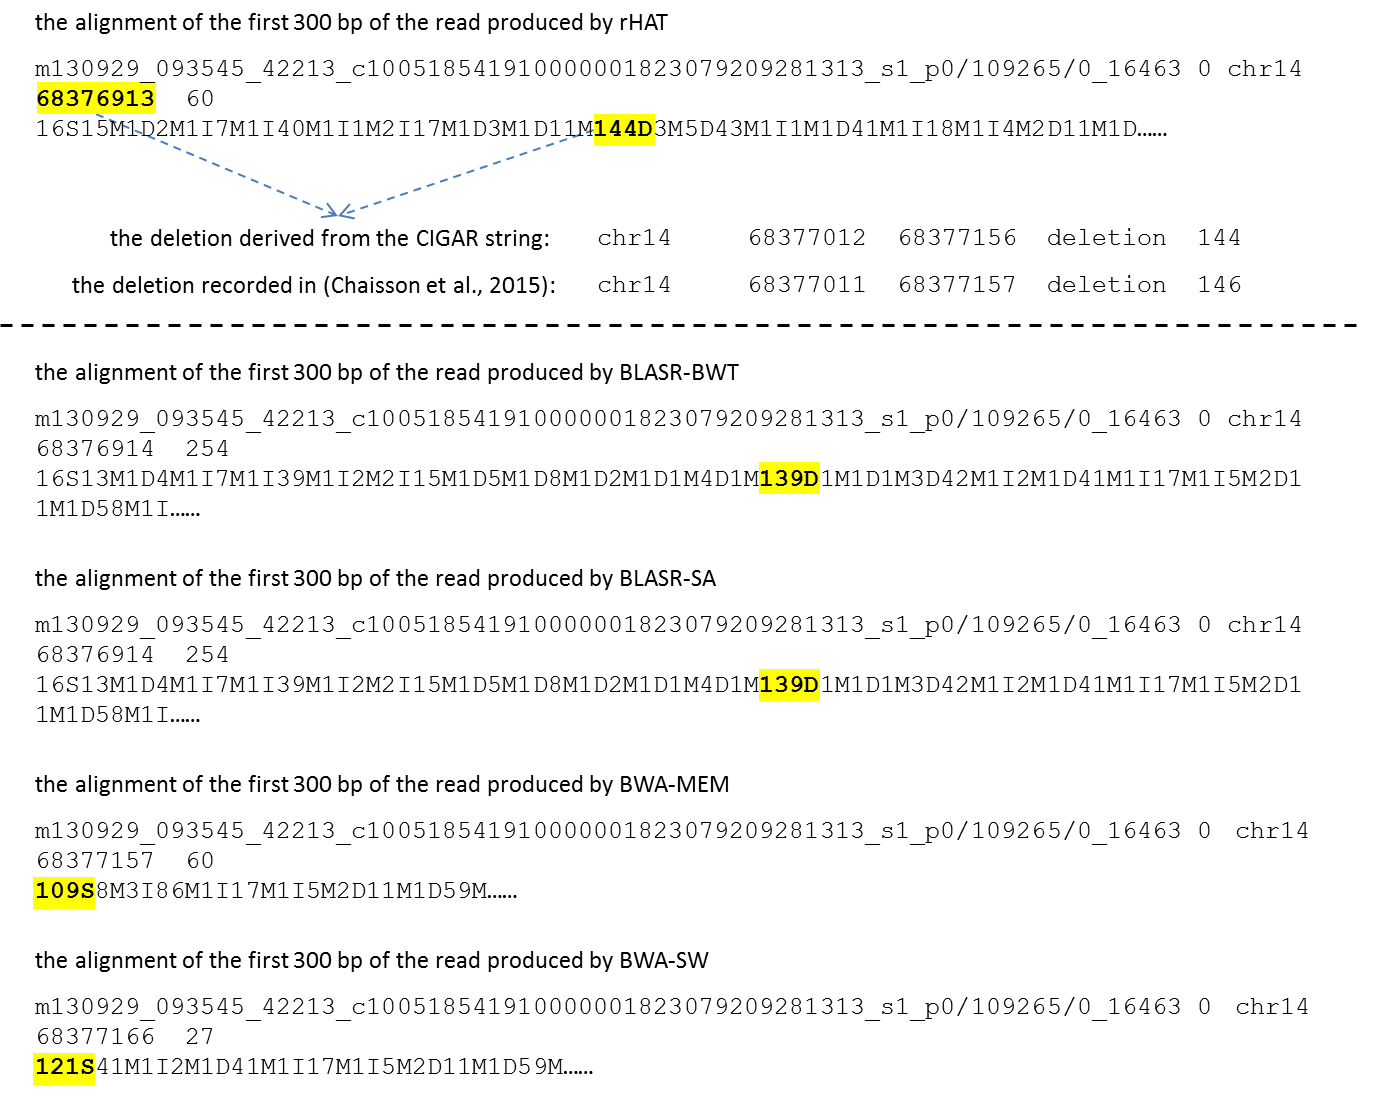 the alignment of the first 300 bp of the read produced by rHAT
m130929_093545_42213_c100518541910000001823079209281313_s1_p0/109265/0_16463 0 chr14
68376913 60
16S15M1D2M1I7M1I40M1I1M2I17M1D3M1D11M144D3M5D43M1I1M1D41M1I18M1I4M2D11M1D……
the deletion derived from the CIGAR string: chr14 68377012 68377156 deletion 144
the deletion recorded in (Chaisson et al., 2015): chr14 68377011 68377157 deletion 146
the alignment of the first 300 bp of the read produced by BLASR-BWT
m130929_093545_42213_c100518541910000001823079209281313_s1_p0/109265/0_16463 0 chr14
68376914 254
16S13M1D4M1I7M1I39M1I2M2I15M1D5M1D8M1D2M1D1M4D1M139D1M1D1M3D42M1I2M1D41M1I17M1I5M2D1
1M1D58M1I……
the alignment of the first 300 bp of the read produced by BLASR-SA
m130929_093545_42213_c100518541910000001823079209281313_s1_p0/109265/0_16463 0 chr14
68376914 254
16S13M1D4M1I7M1I39M1I2M2I15M1D5M1D8M1D2M1D1M4D1M139D1M1D1M3D42M1I2M1D41M1I17M1I5M2D1
1M1D58M1I……
the alignment of the first 300 bp of the read produced by BWA-MEM
m130929_093545_42213_c100518541910000001823079209281313_s1_p0/109265/0_16463 0 chr14
68377157 60
109S8M3I86M1I17M1I5M2D11M1D59M……
the alignment of the first 300 bp of the read produced by BWA-SW
m130929_093545_42213_c100518541910000001823079209281313_s1_p0/109265/0_16463 0 chr14
68377166 27
121S41M1I2M1D41M1I17M1I5M2D11M1D59M……